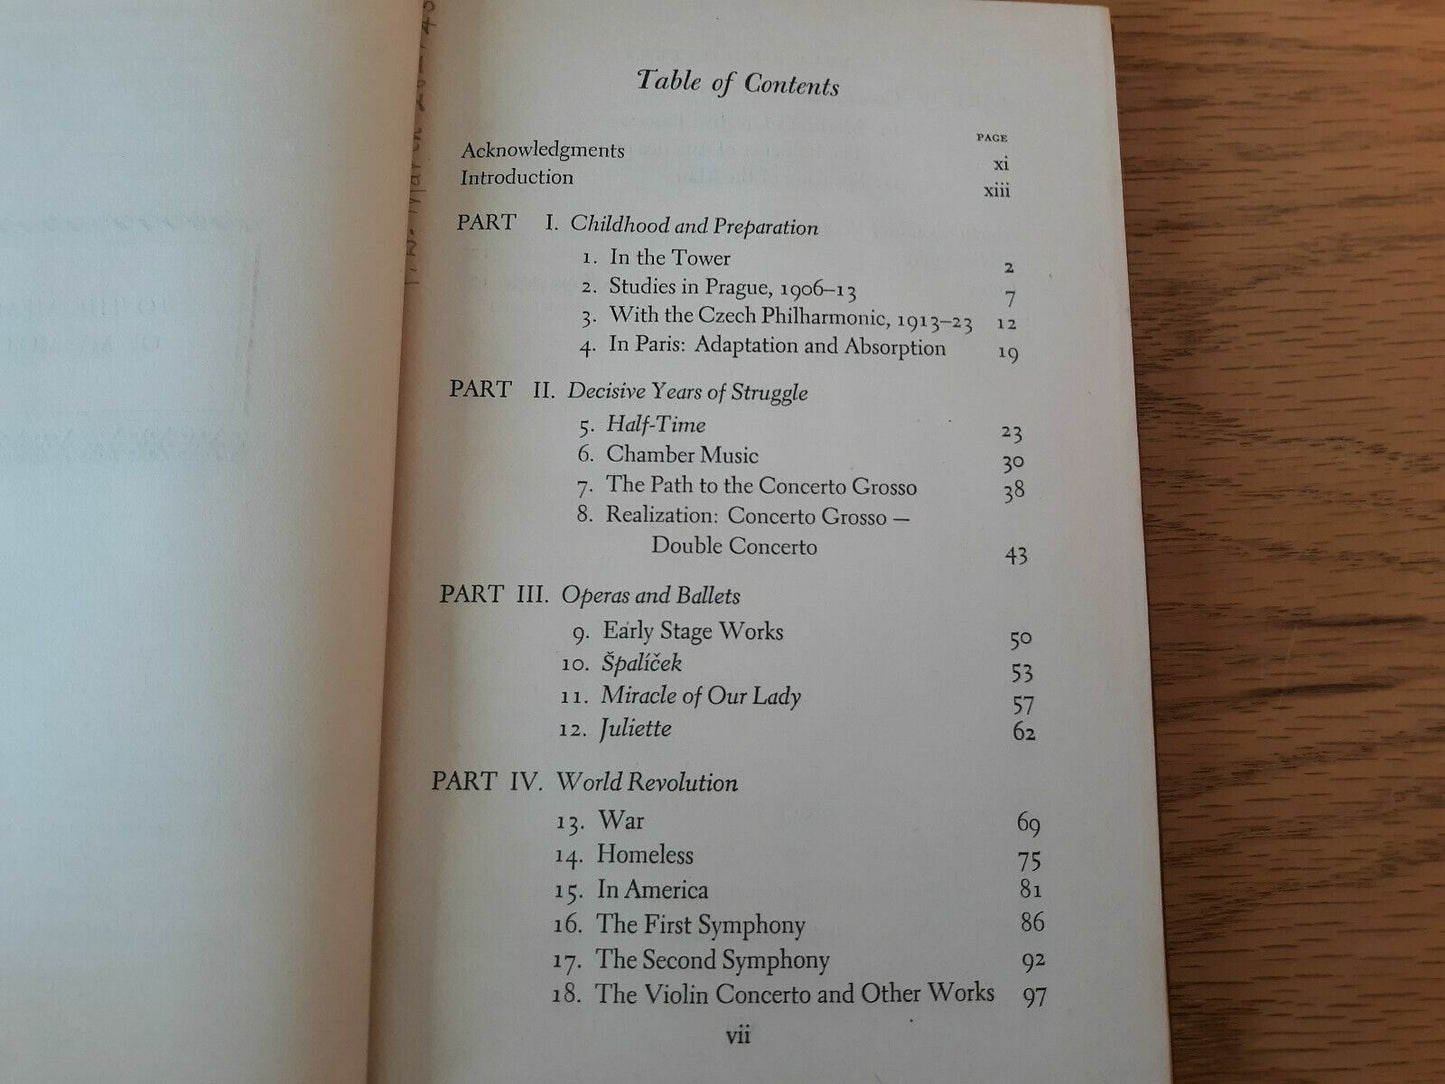 Table of Contents
PAGE
Acknowledgments xi
Introduction xiii
PART I. Childhood and Preparation
1. In the Tower 2
2. Studies in Prague, 1906–13 7
3. With the Czech Philharmonic, 1913–23 12
4. In Paris: Adaptation and Absorption 19
PART II. Decisive Years of Struggle
5. Half-Time 23
6. Chamber Music 30
7. The Path to the Concerto Grosso 38
8. Realization: Concerto Grosso —
Double Concerto 43
PART III. Operas and Ballets
9. Early Stage Works 50
10. Špalíček 53
11. Miracle of Our Lady 57
12. Juliette 62
PART IV. World Revolution
13. War 69
14. Homeless 75
15. In America 81
16. The First Symphony 86
17. The Second Symphony 92
18. The Violin Concerto and Other Works 97
vii